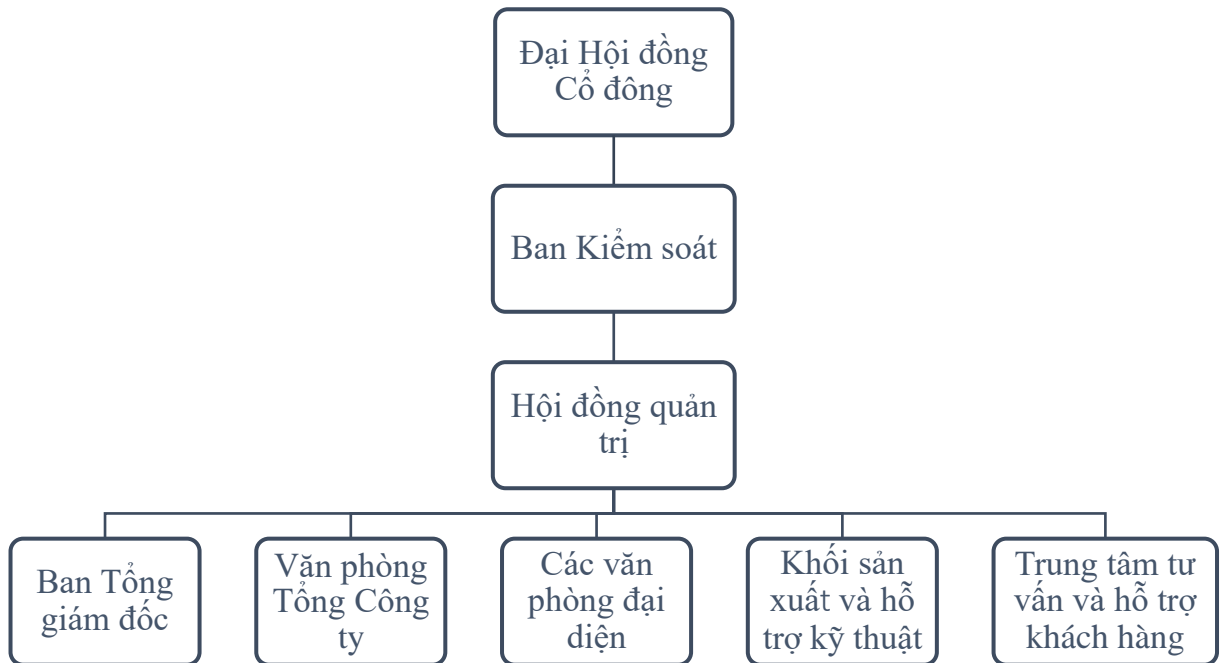 Đại Hội đồng
Cổ đông
Ban Kiểm soát
Hội đồng quản
trị
Ban Tổng
giám đốc
Văn phòng
Tổng Công
ty
Các văn
phòng đại
diện
Khối sản
xuất và hỗ
trợ kỹ thuật
Trung tâm tư
vấn và hỗ trợ
khách hàng